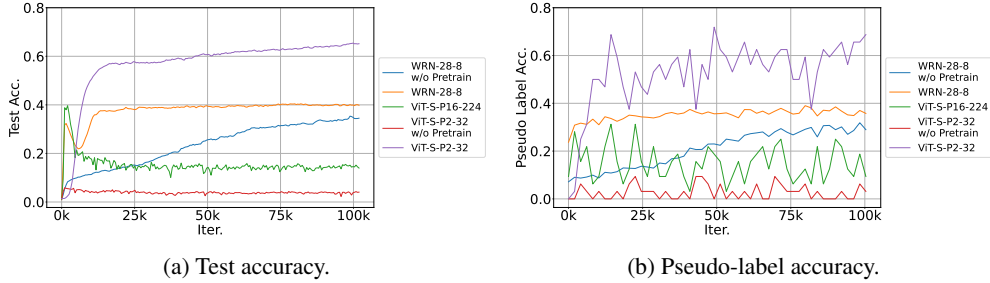 0.8
0.6
0.4
0.2
0.0
Test Acc.
0k
25k
50k
75k
100k
Iter.
WRN-28-8
w/o Pretrain
WRN-28-8
ViT-S-P16-224
ViT-S-P2-32
w/o Pretrain
ViT-S-P2-32
(a) Test accuracy.
0.8
0.6
0.4
0.2
0.0
Pseudo Label Acc.
0k
25k
50k
75k
100k
Iter.
WRN-28-8
w/o Pretrain
WRN-28-8
ViT-S-P16-224
ViT-S-P2-32
w/o Pretrain
ViT-S-P2-32
(b) Pseudo-label accuracy.